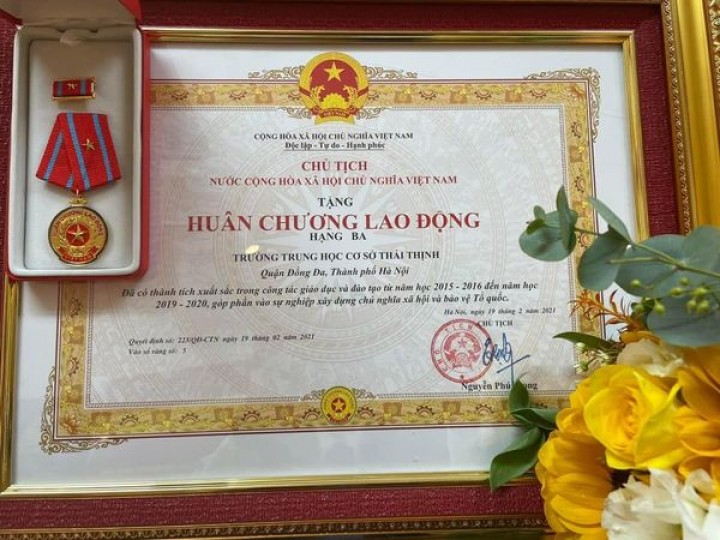 CỘNG HÒA XÃ HỘI CHỦ NGHĨA VIỆT NAM
Độc lập - Tự do - Hạnh phúc
CHỦ TỊCH
NƯỚC CỘNG HÒA XÃ HỘI CHỦ NGHĨA VIỆT NAM
TẶNG
HUÂN CHƯƠNG LAO ĐỘNG
HẠNG BA
TRƯỜNG TRUNG HỌC CƠ SỞ THÁI THỊNH
Quận Đống Đa, Thành phố Hà Nội
Đã có thành tích xuất sắc trong công tác giáo dục và đào tạo từ năm học 2015 - 2016 đến năm học
2019 - 2020, góp phần vào sự nghiệp xây dựng chủ nghĩa xã hội và bảo vệ Tổ quốc.
Hà Nội, ngày 19 tháng 2 năm 2021
CHỦ TỊCH
Quyết định số: 223/QĐ-CTN ngày 19 tháng 02 năm 2021
Vào sổ vàng số: 5
Nguyễn Phú